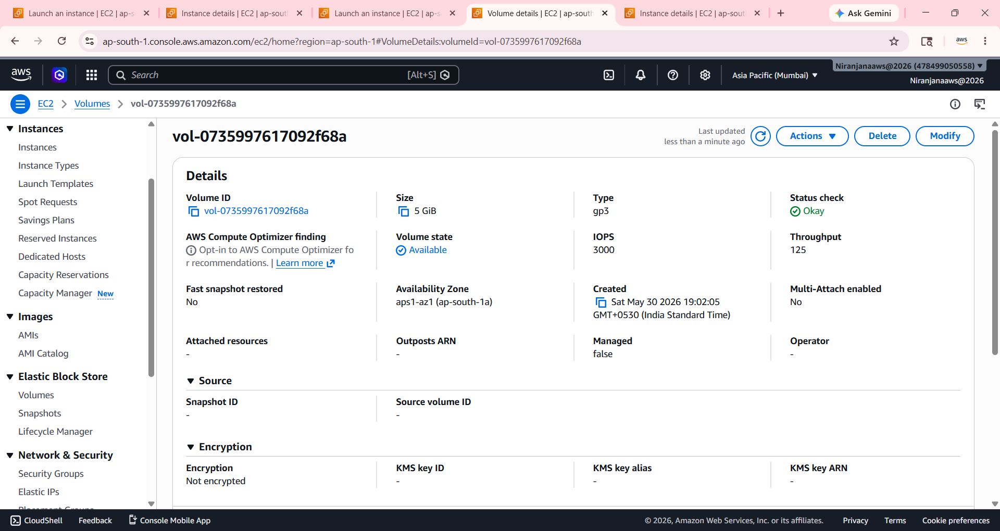 Launch an instance | EC2 | ap-s
Instance details | EC2 | ap-sout
Launch an instance | EC2 | ap-s
Volume details | EC2 | ap-south
Instance details | EC2 | ap-sout
Ask Gemini
ap-south-1.console.aws.amazon.com/ec2/home?region=ap-south-1#VolumeDetails:volumeId=vol-0735997617092f68a
aws
aws
Search
[Alt+S]
Asia Pacific (Mumbai)
Niranjanaaws@2026 (478499050558)
Niranjanaaws@2026
EC2
Volumes
vol-0735997617092f68a
Instances
Instances
Instance Types
Launch Templates
Spot Requests
Savings Plans
Reserved Instances
Dedicated Hosts
Capacity Reservations
Capacity Manager New
Images
AMIs
AMI Catalog
Elastic Block Store
Volumes
Snapshots
Lifecycle Manager
Network & Security
Security Groups
Elastic IPs
vol-0735997617092f68a
Last updated
less than a minute ago
Actions
Delete
Modify
Details
Volume ID
vol-0735997617092f68a
Size
5 GiB
Type
gp3
Status check
Okay
AWS Compute Optimizer finding
Opt-in to AWS Compute Optimizer fo
r recommendations. | Learn more
Volume state
Available
IOPS
3000
Throughput
125
Fast snapshot restored
No
Availability Zone
aps1-az1 (ap-south-1a)
Created
Sat May 30 2026 19:02:05
GMT+0530 (India Standard Time)
Multi-Attach enabled
No
Attached resources
-
Outposts ARN
-
Managed
false
Operator
-
Source
Snapshot ID
-
Source volume ID
-
Encryption
Encryption
Not encrypted
KMS key ID
-
KMS key alias
-
KMS key ARN
-
CloudShell
Feedback
Console Mobile App
© 2026, Amazon Web Services, Inc. or its affiliates.
Privacy
Terms
Cookie preferences